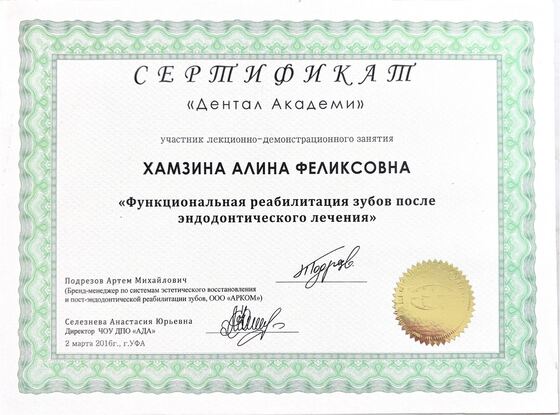 СЕРТИФИКАТ
«Дентал Академи»
участник лекционно-демонстрационного занятия
ХАМЗИНА АЛИНА ФЕЛИКСОВНА
«Функциональная реабилитация зубов после
эндодонтического лечения»
Подрезов Артем Михайлович
(Бренд-менеджер по системам эстетического восстановления
и пост-эндодонтической реабилитации зубов, ООО «АРКОМ»)
Селезнева Анастасия Юрьевна
Директор ЧОУ ДПО «АДА»
2 марта 2016г., г.УФА